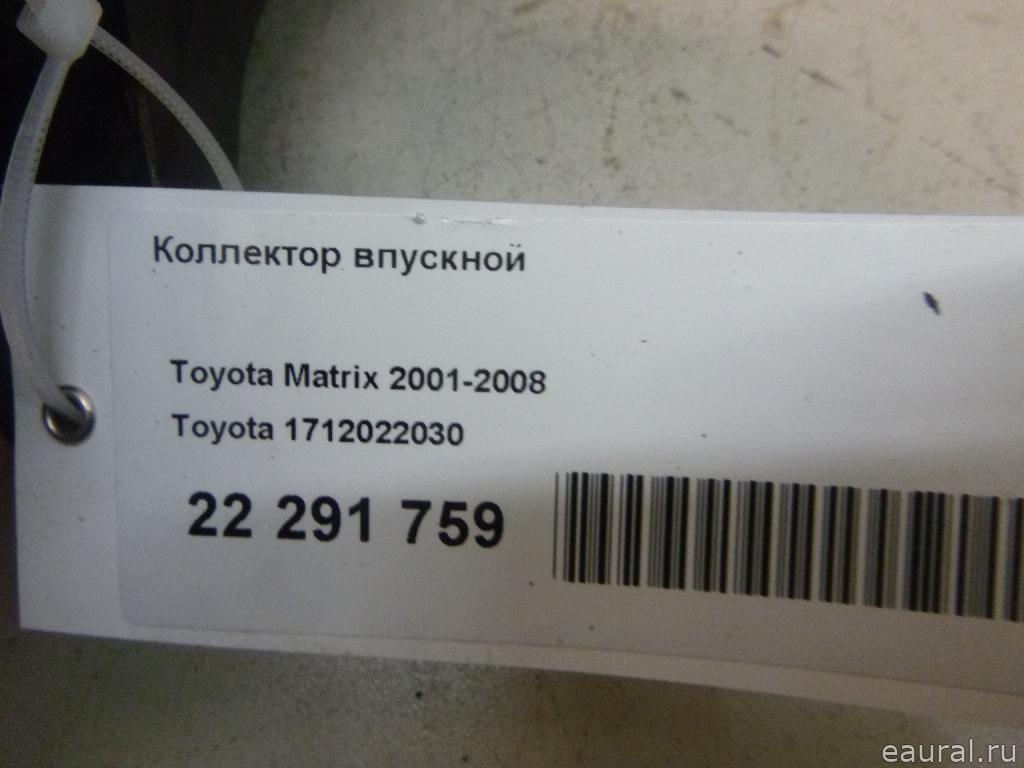 Коллектор впускной
Toyota Matrix 2001-2008
Toyota 1712022030
22 291 759
eaural.ru